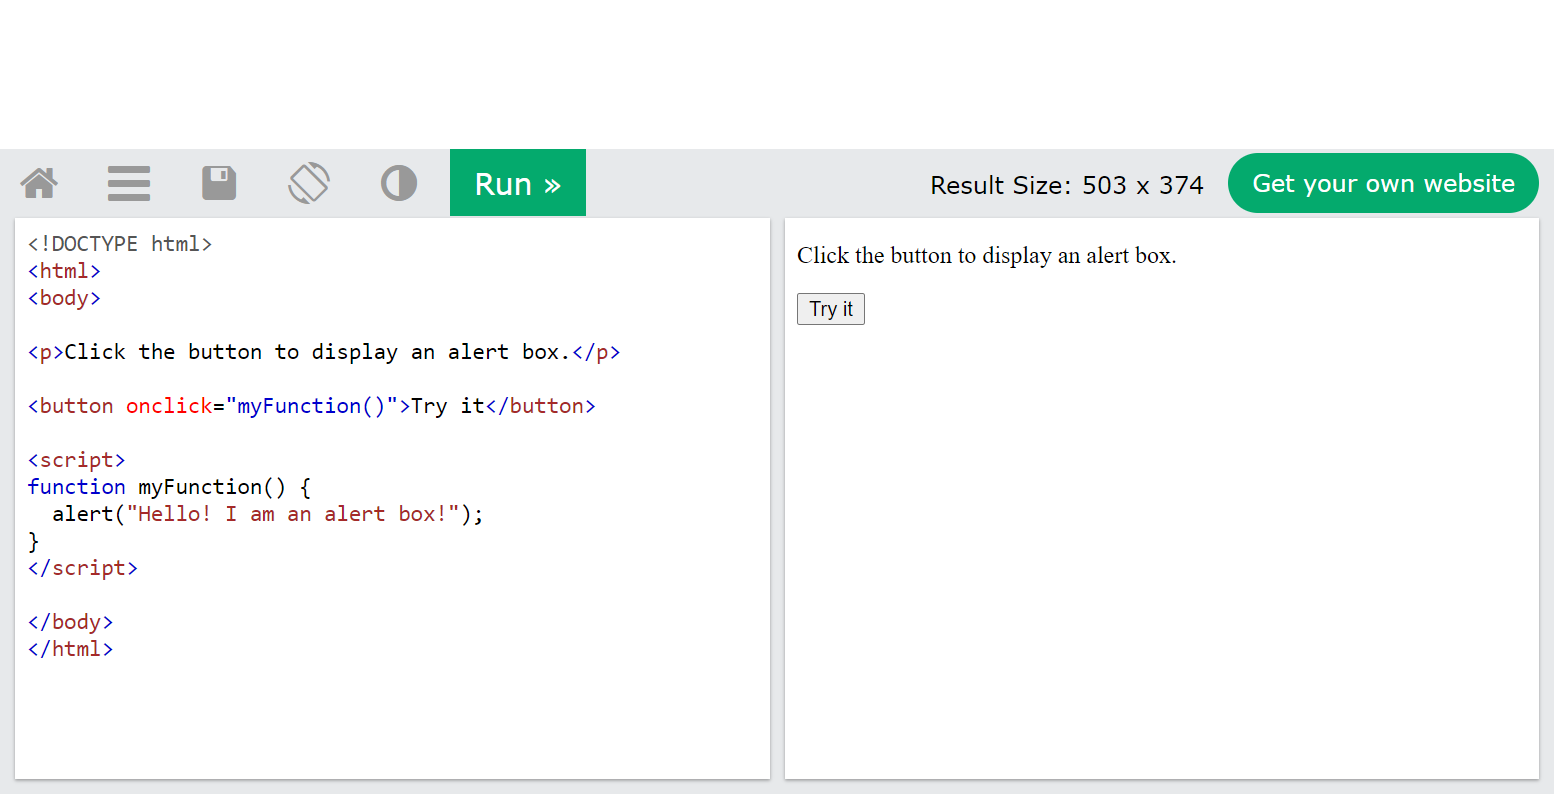 Run »
Result Size: 503 x 374
Get your own website
<!DOCTYPE html>
<html>
<body>
<p>Click the button to display an alert box.</p>
<button onclick="myFunction()">Try it</button>
<script>
function myFunction() {
  alert("Hello! I am an alert box!");
}
</script>
</body>
</html>
Click the button to display an alert box.
Try it